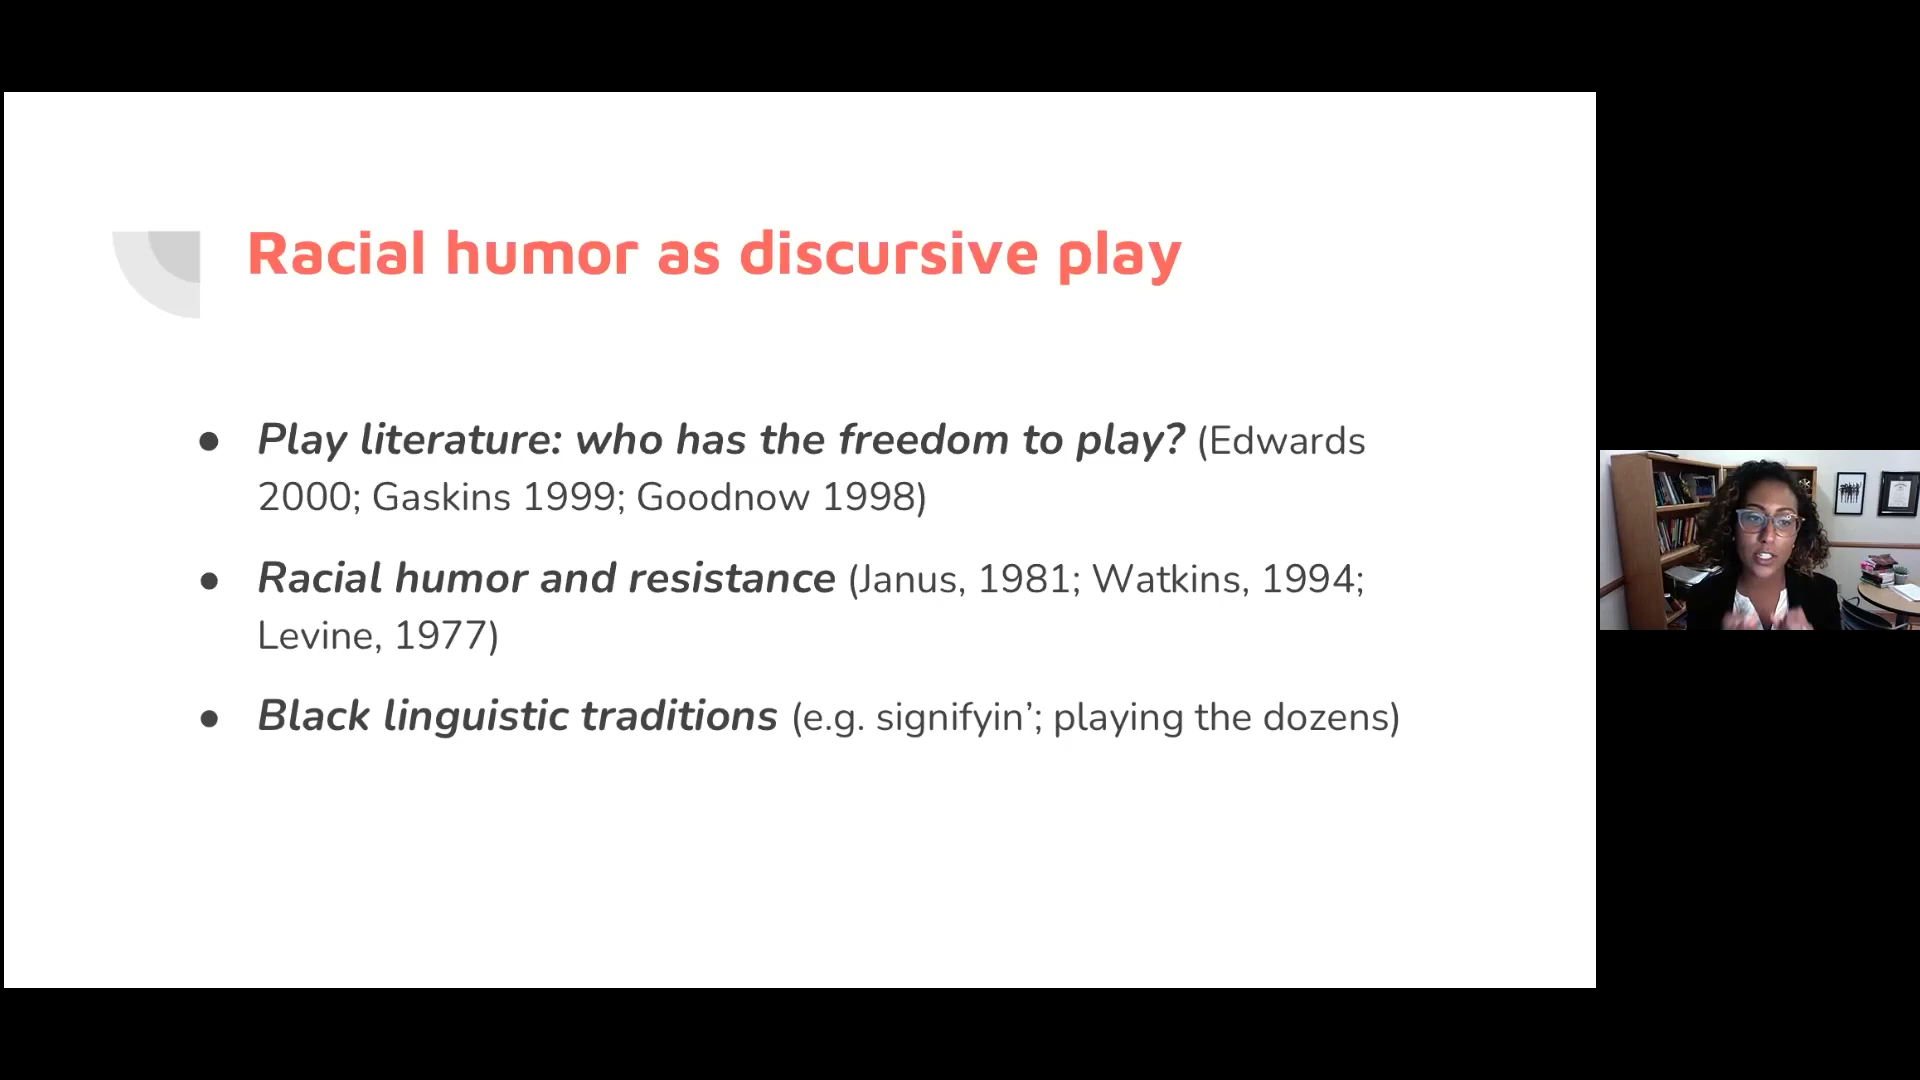 Racial humor as discursive play
● Play literature: who has the freedom to play? (Edwards
2000; Gaskins 1999; Goodnow 1998)
● Racial humor and resistance (Janus, 1981; Watkins, 1994;
Levine, 1977)
● Black linguistic traditions (e.g. signifyin’; playing the dozens)